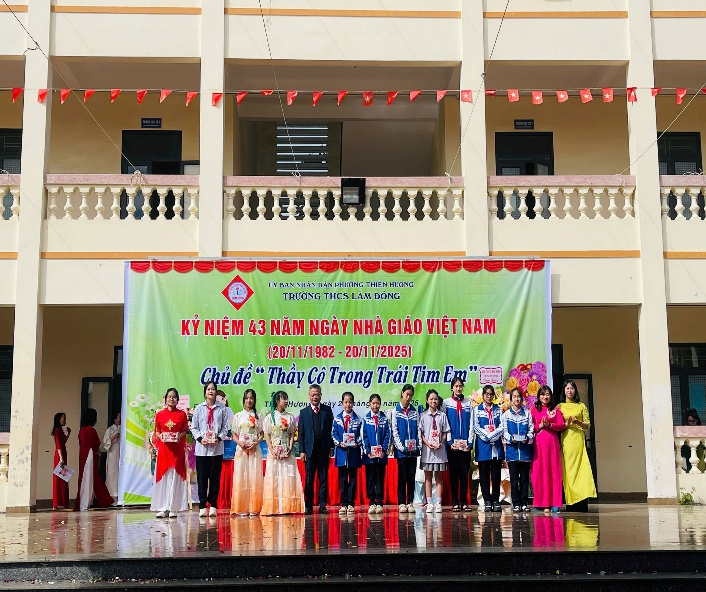 ỦY BAN NHÂN DÂN PHƯỜNG THIÊN HƯƠNG
TRƯỜNG THCS LÂM ĐỘNG
KỶ NIỆM 43 NĂM NGÀY NHÀ GIÁO VIỆT NAM
(20/11/1982 - 20/11/2025)
Chủ đề “ Thầy Cô Trong Trái Tim Em”